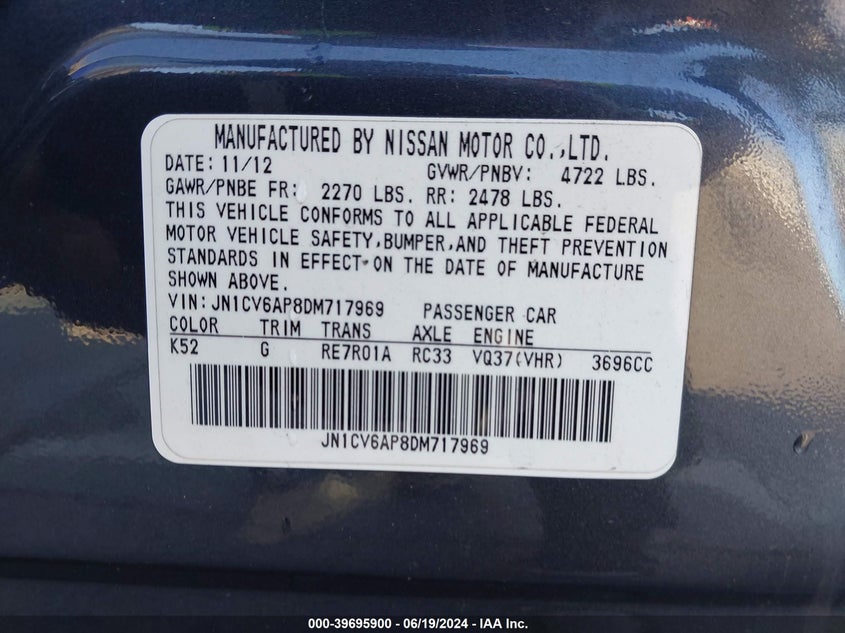 MANUFACTURED BY NISSAN MOTOR CO.,LTD.
DATE: 11/12 GVWR/PNBV: 4722 LBS.
GAWR/PNBE FR: 2270 LBS. RR: 2478 LBS.
THIS VEHICLE CONFORMS TO ALL APPLICABLE FEDERAL
MOTOR VEHICLE SAFETY,BUMPER,AND THEFT PREVENTION
STANDARDS IN EFFECT ON THE DATE OF MANUFACTURE
SHOWN ABOVE.
VIN:JN1CV6AP8DM717969 PASSENGER CAR
COLOR TRIM TRANS AXLE ENGINE
K52 G RE7R01A RC33 VQ37(VHR) 3696CC
JN1CV6AP8DM717969
000-39695900 - 06/19/2024 - IAA Inc.